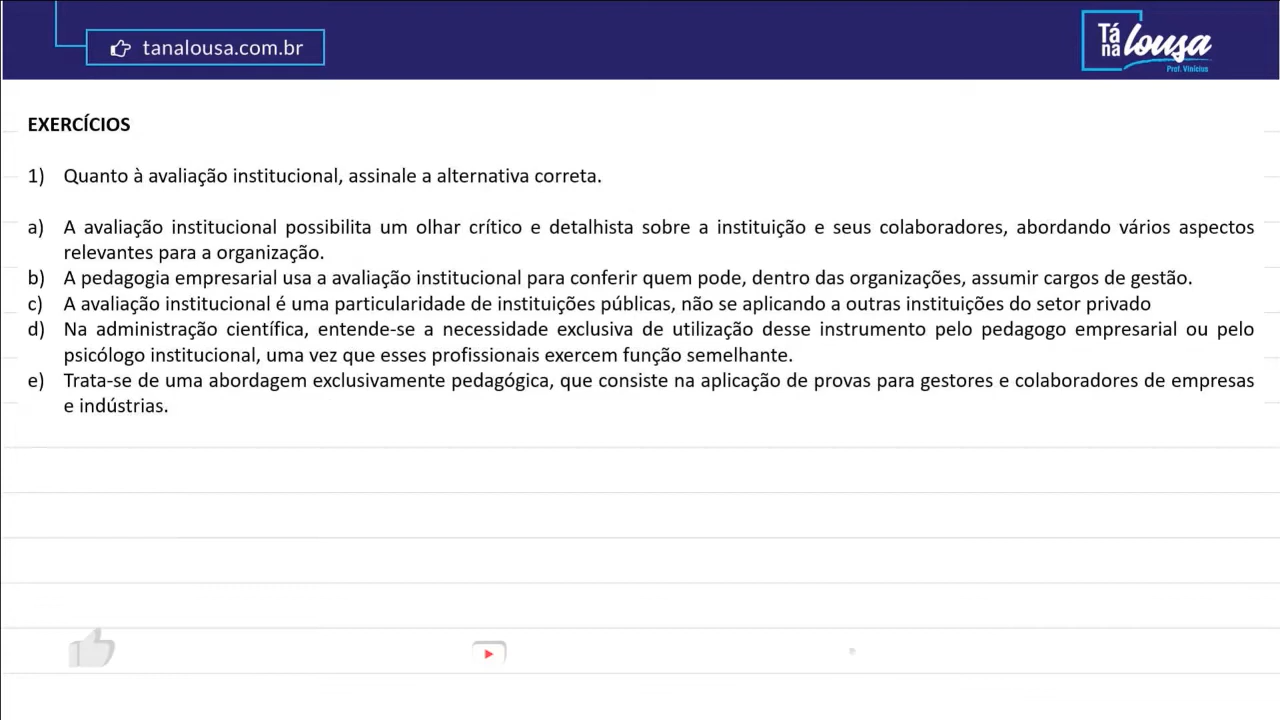 tanalousa.com.br
Tá
na lousa
Prof. Vinícius
EXERCÍCIOS
1) Quanto à avaliação institucional, assinale a alternativa correta.
a) A avaliação institucional possibilita um olhar crítico e detalhista sobre a instituição e seus colaboradores, abordando vários aspectos
relevantes para a organização.
b) A pedagogia empresarial usa a avaliação institucional para conferir quem pode, dentro das organizações, assumir cargos de gestão.
c) A avaliação institucional é uma particularidade de instituições públicas, não se aplicando a outras instituições do setor privado
d) Na administração científica, entende-se a necessidade exclusiva de utilização desse instrumento pelo pedagogo empresarial ou pelo
psicólogo institucional, uma vez que esses profissionais exercem função semelhante.
e) Trata-se de uma abordagem exclusivamente pedagógica, que consiste na aplicação de provas para gestores e colaboradores de empresas
e indústrias.